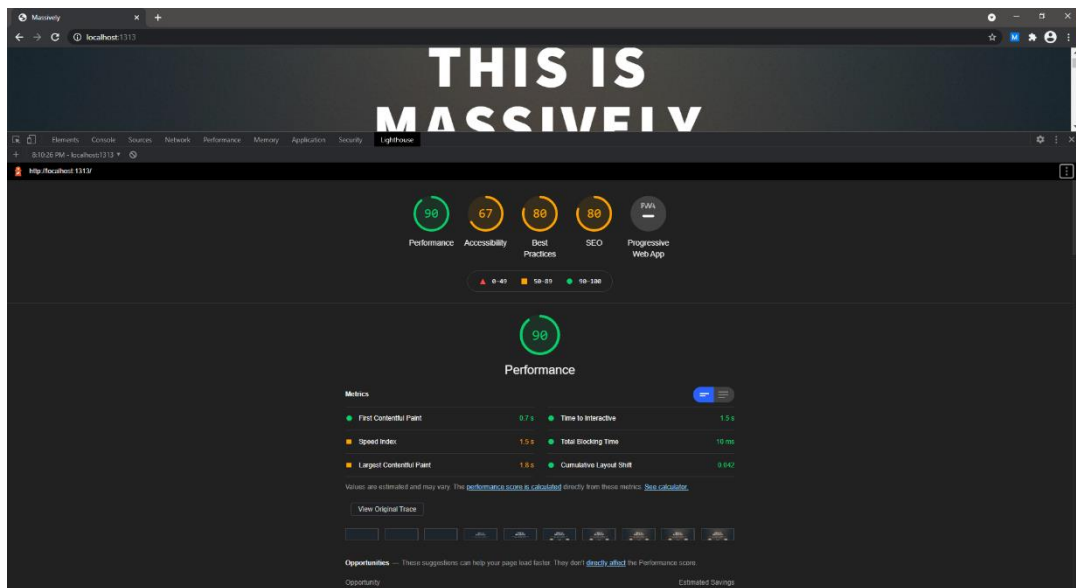 Massively
localhost:1313
THIS IS
MASSIVELY
Elements Console Sources Network Performance Memory Application Security Lighthouse
8:10:26 PM - localhost:1313
http://localhost:1313/
90 67 80 80 PWA
Performance Accessibility Best Practices SEO Progressive Web App
0-49 50-89 90-100
90
Performance
Metrics
First Contentful Paint 0.7 s Time to Interactive 1.5 s
Speed Index 1.5 s Total Blocking Time 10 ms
Largest Contentful Paint 1.8 s Cumulative Layout Shift 0.042
Values are estimated and may vary. The performance score is calculated directly from these metrics. See calculator.
View Original Trace
Opportunities — These suggestions can help your page load faster. They don't directly affect the Performance score.
Opportunity Estimated Savings